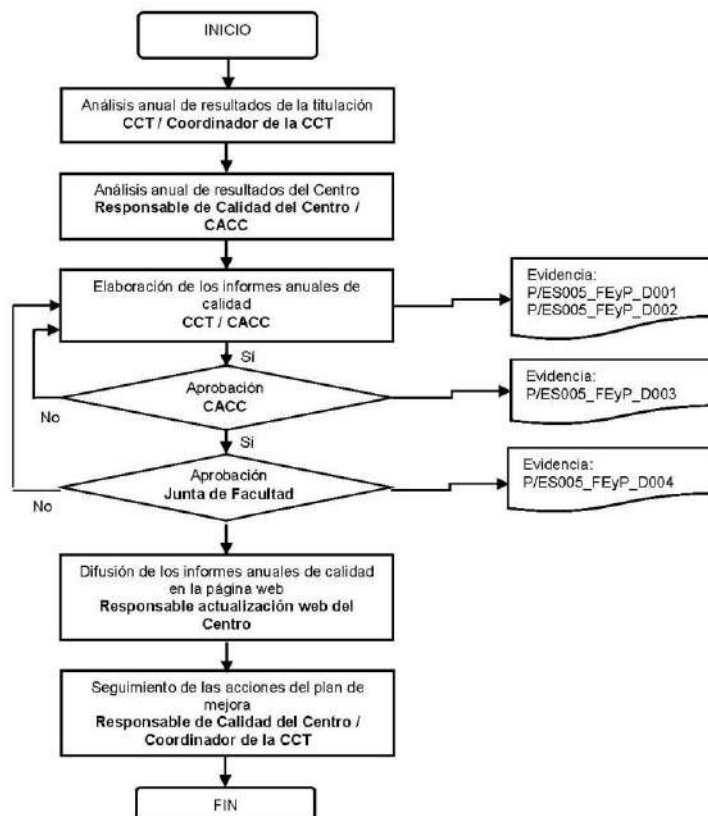 INICIO
Análisis anual de resultados de la titulación
CCT / Coordinador de la CCT
Análisis anual de resultados del Centro
Responsable de Calidad del Centro /
CACC
Elaboración de los informes anuales de
calidad
CCT / CACC
Evidencia:
P/ES005_FEyP_D001
P/ES005_FEyP_D002
Sí
Aprobación
CACC
No
Evidencia:
P/ES005_FEyP_D003
Sí
Aprobación
Junta de Facultad
No
Evidencia:
P/ES005_FEyP_D004
Difusión de los informes anuales de calidad
en la página web
Responsable actualización web del
Centro
Seguimiento de las acciones del plan de
mejora
Responsable de Calidad del Centro /
Coordinador de la CCT
FIN